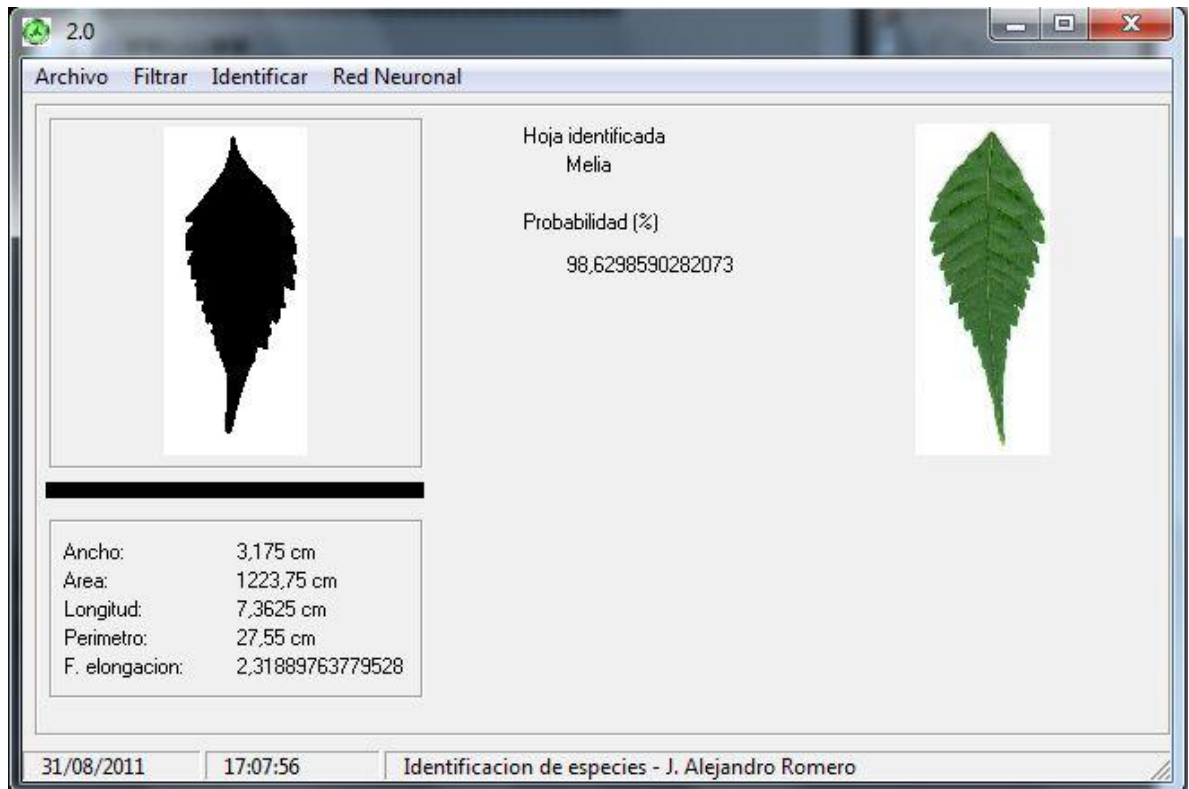 2.0
Archivo Filtrar Identificar Red Neuronal
Hoja identificada
Melia
Probabilidad (%)
98,6298590282073
Ancho: 3,175 cm
Area: 1223,75 cm
Longitud: 7,3625 cm
Perimetro: 27,55 cm
F. elongacion: 2,31889763779528
31/08/2011 17:07:56 Identificacion de especies - J. Alejandro Romero